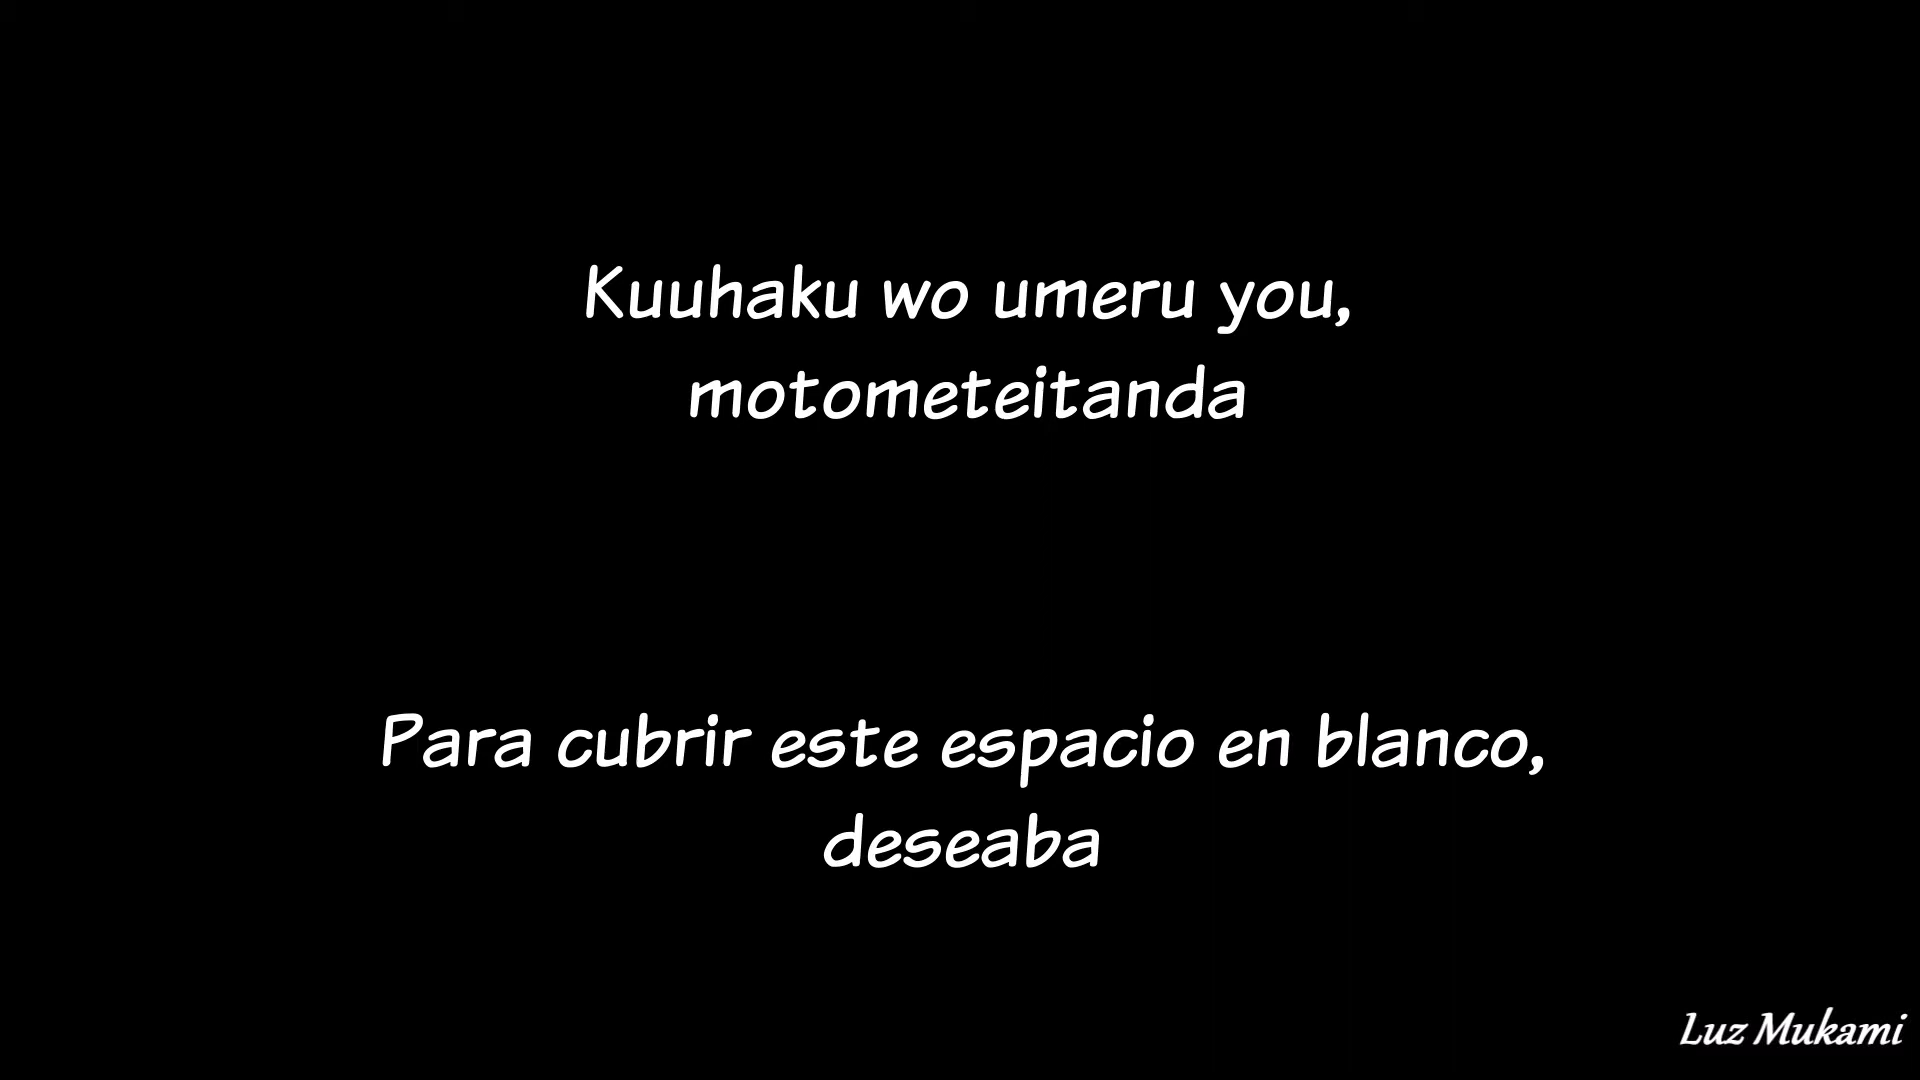 Kuuhaku wo umeru you,
motometeitanda
Para cubrir este espacio en blanco,
deseaba
Luz Mukami